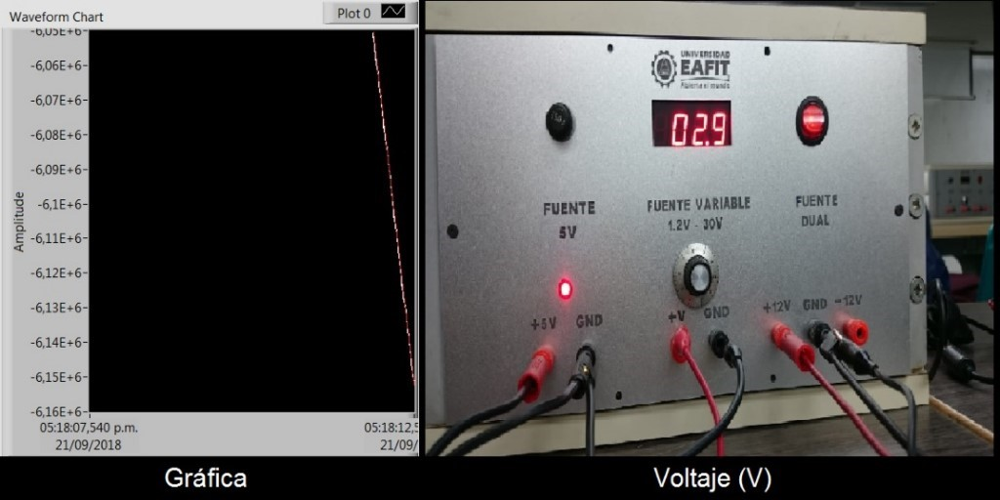 Waveform Chart
Plot 0
-6,05E+6
-6,06E+6
-6,07E+6
-6,08E+6
-6,09E+6
-6,1E+6
-6,11E+6
-6,12E+6
-6,13E+6
-6,14E+6
-6,15E+6
-6,16E+6
Amplitude
05:18:07,540 p.m.
21/09/2018
05:18:12,5
21/09/
Gráfica
UNIVERSIDAD
EAFIT
02.9
FUENTE
5V
FUENTE VARIABLE
1.2V - 30V
FUENTE
DUAL
+5V GND
+V GND
+12V GND -12V
Voltaje (V)